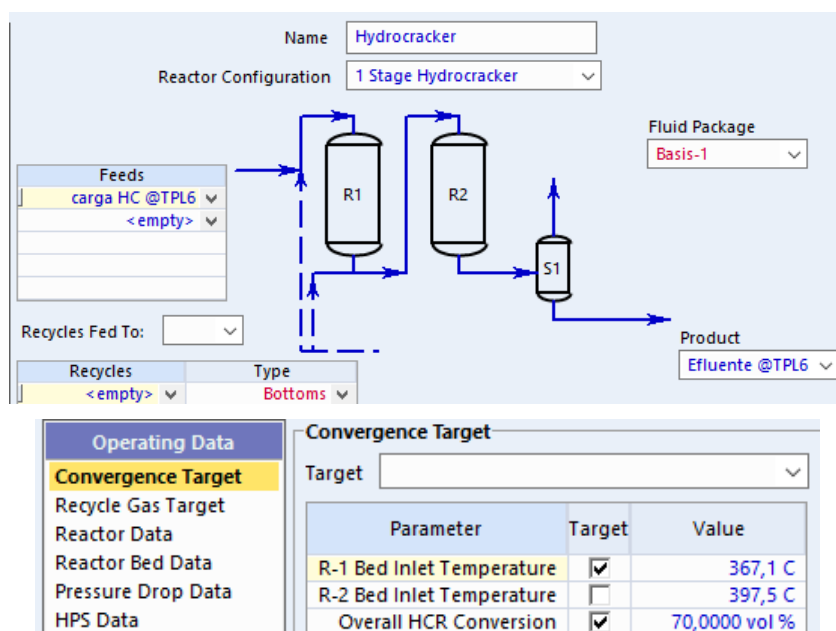 Name Hydrocracker
Reactor Configuration 1 Stage Hydrocracker
Fluid Package
Basis-1
Feeds
carga HC @TPL6
<empty>
R1
R2
S1
Recycles Fed To:
Product
Efluente @TPL6
Recycles Type
<empty> Bottoms
Operating Data
Convergence Target
Recycle Gas Target
Reactor Data
Reactor Bed Data
Pressure Drop Data
HPS Data
Convergence Target
Target
Parameter Target Value
R-1 Bed Inlet Temperature 367,1 C
R-2 Bed Inlet Temperature 397,5 C
Overall HCR Conversion 70,0000 vol %